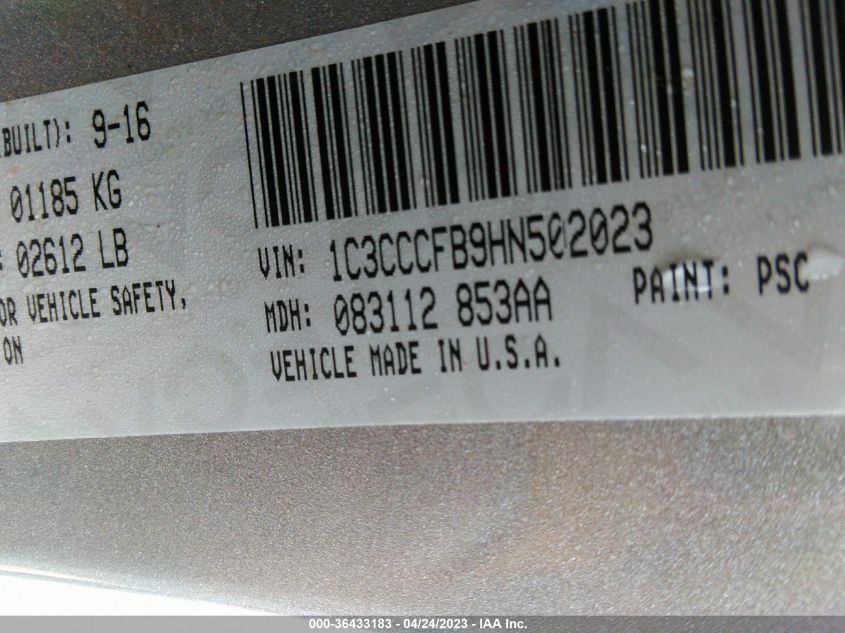 (BUILT): 9-16
01185 KG
02612 LB
OR VEHICLE SAFETY,
ON
VIN: 1C3CCCFB9HN502023
MDH: 083112 853AA
PAINT: PSC
VEHICLE MADE IN U.S.A.
000-36433183 - 04/24/2023 - IAA Inc.